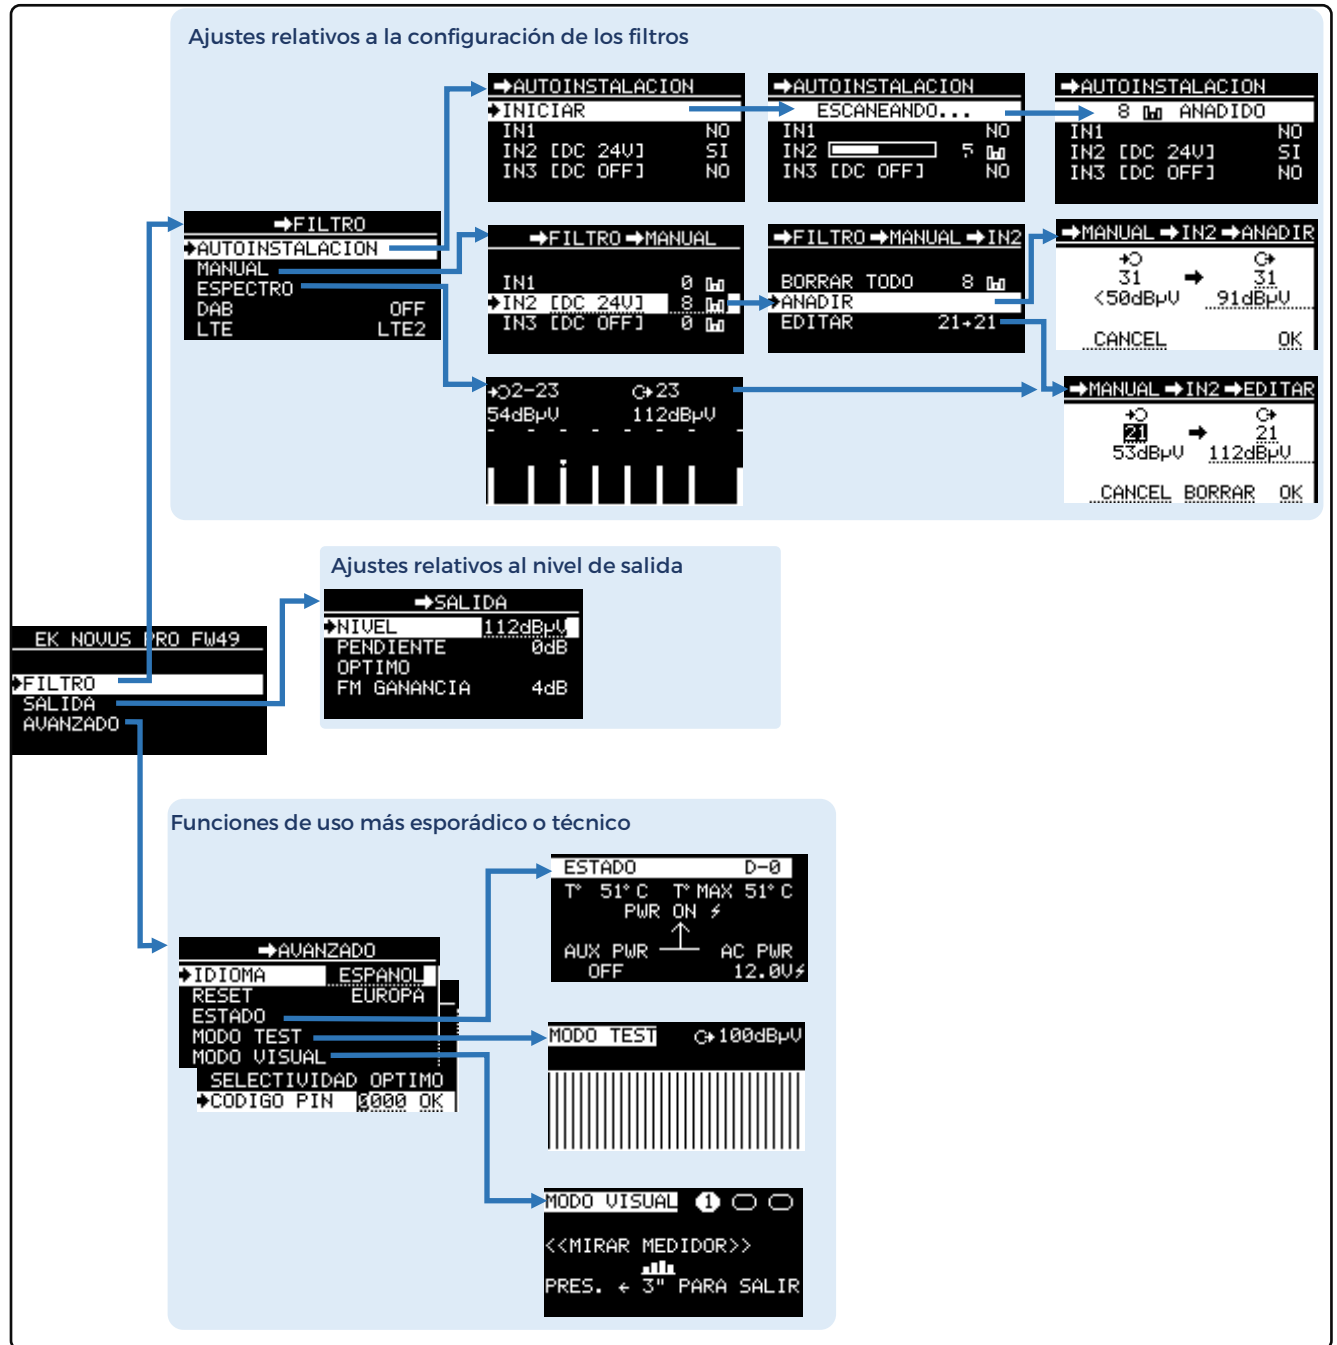 Ajustes relativos a la configuración de los filtros
➡AUTOINSTALACION
➧INICIAR
IN1 NO
IN2 [DC 24V] SI
IN3 [DC OFF] NO
➡AUTOINSTALACION
ESCANEANDO...
IN1 NO
IN2 5
IN3 [DC OFF] NO
➡AUTOINSTALACION
8 ANADIDO
IN1 NO
IN2 [DC 24V] SI
IN3 [DC OFF] NO
➡FILTRO
➧AUTOINSTALACION
MANUAL
ESPECTRO
DAB OFF
LTE LTE2
➡FILTRO➡MANUAL
IN1 0
➧IN2 [DC 24V] 8
IN3 [DC OFF] 0
➡FILTRO➡MANUAL➡IN2
BORRAR TODO 8
➧ANADIR
EDITAR 21→21
➡MANUAL➡IN2➡ANADIR
31 ➡ 31
<50dBµV 91dBµV
CANCEL OK
2-23 23
54dBµV 112dBµV
➡MANUAL➡IN2➡EDITAR
21 ➡ 21
53dBµV 112dBµV
CANCEL BORRAR OK
Ajustes relativos al nivel de salida
➡SALIDA
➧NIVEL 112dBµV
PENDIENTE 0dB
OPTIMO
FM GANANCIA 4dB
EK NOVUS PRO FW49
➧FILTRO
SALIDA
AVANZADO
Funciones de uso más esporádico o técnico
➡AVANZADO
➧IDIOMA ESPANOL
RESET EUROPA
ESTADO
MODO TEST
MODO VISUAL
SELECTIVIDAD OPTIMO
➧CODIGO PIN 0000 OK
ESTADO D-0
Tº 51°C Tº MAX 51°C
PWR ON ⚡
AUX PWR AC PWR
OFF 12.0V⚡
MODO TEST 100dBµV
MODO VISUAL 1
<<MIRAR MEDIDOR>>
PRES. ← 3" PARA SALIR